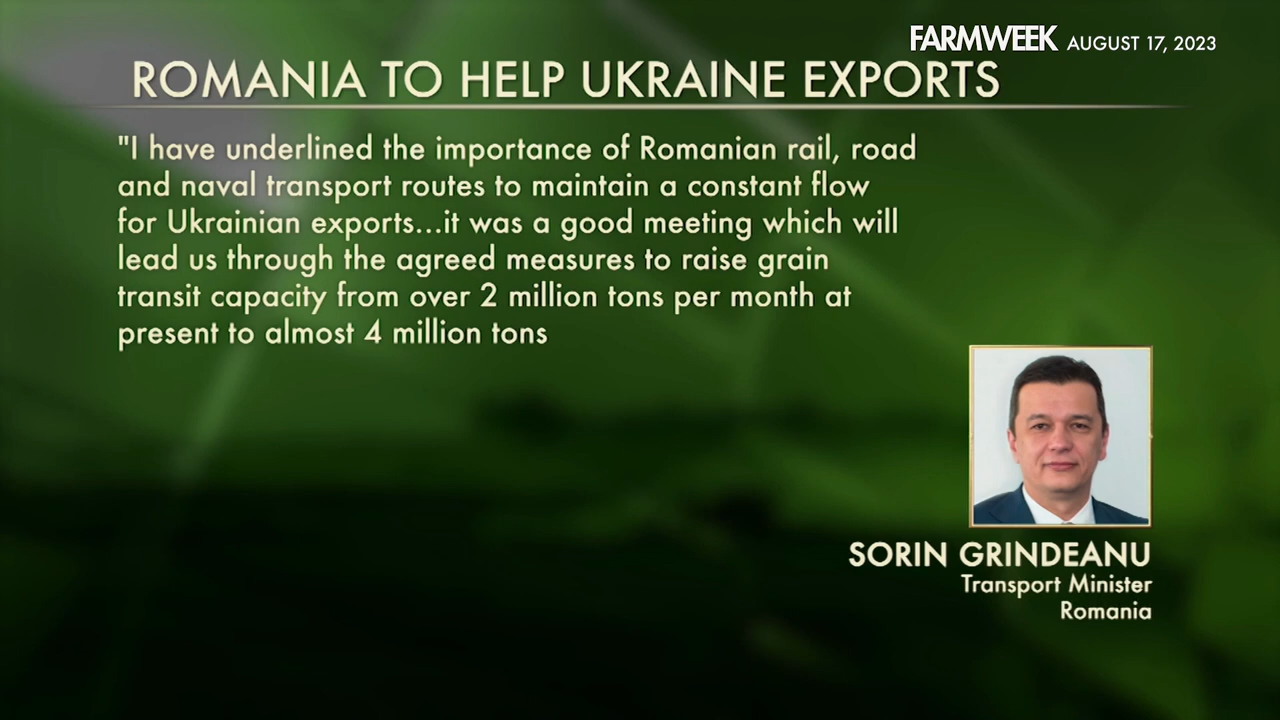 FARMWEEK AUGUST 17, 2023
ROMANIA TO HELP UKRAINE EXPORTS
"I have underlined the importance of Romanian rail, road
and naval transport routes to maintain a constant flow
for Ukrainian exports...it was a good meeting which will
lead us through the agreed measures to raise grain
transit capacity from over 2 million tons per month at
present to almost 4 million tons
SORIN GRINDEANU
Transport Minister
Romania